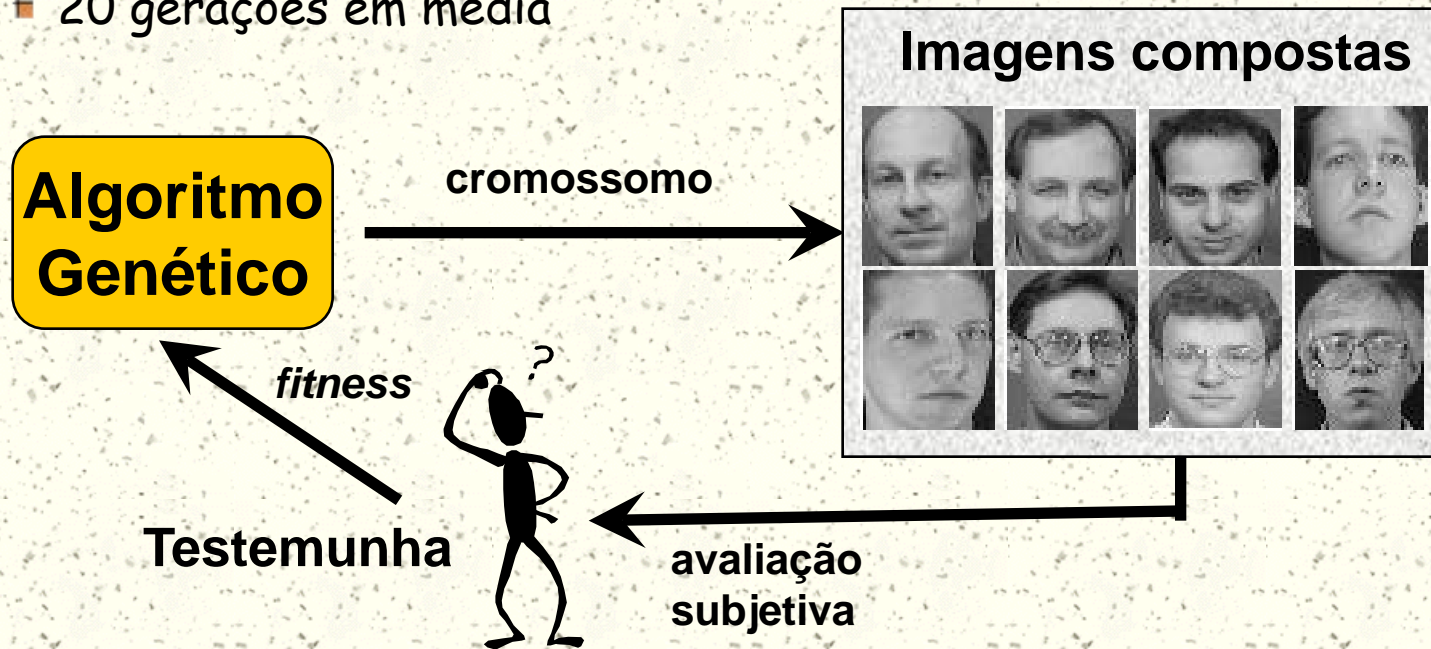 20 gerações em média
Imagens compostas
Algoritmo
Genético
cromossomo
fitness
?
Testemunha
avaliação
subjetiva